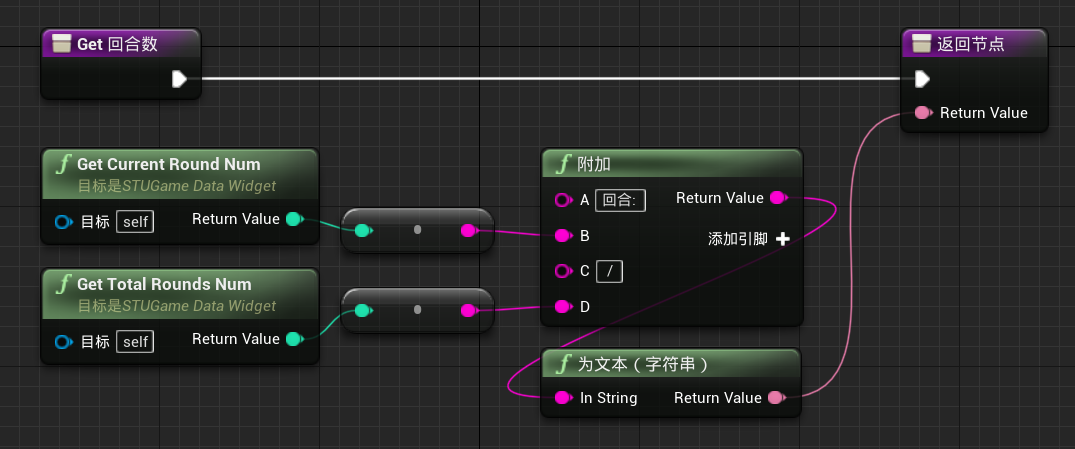 Get 回合数
返回节点
Return Value
f Get Current Round Num
目标是STUGame Data Widget
目标 self Return Value
f Get Total Rounds Num
目标是STUGame Data Widget
目标 self Return Value
f 附加
A 回合: Return Value
B
添加引脚
C /
D
f 为文本（字符串）
In String Return Value